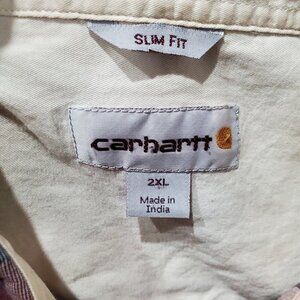 SLIM FIT
carhartt
2XL
Made in
India